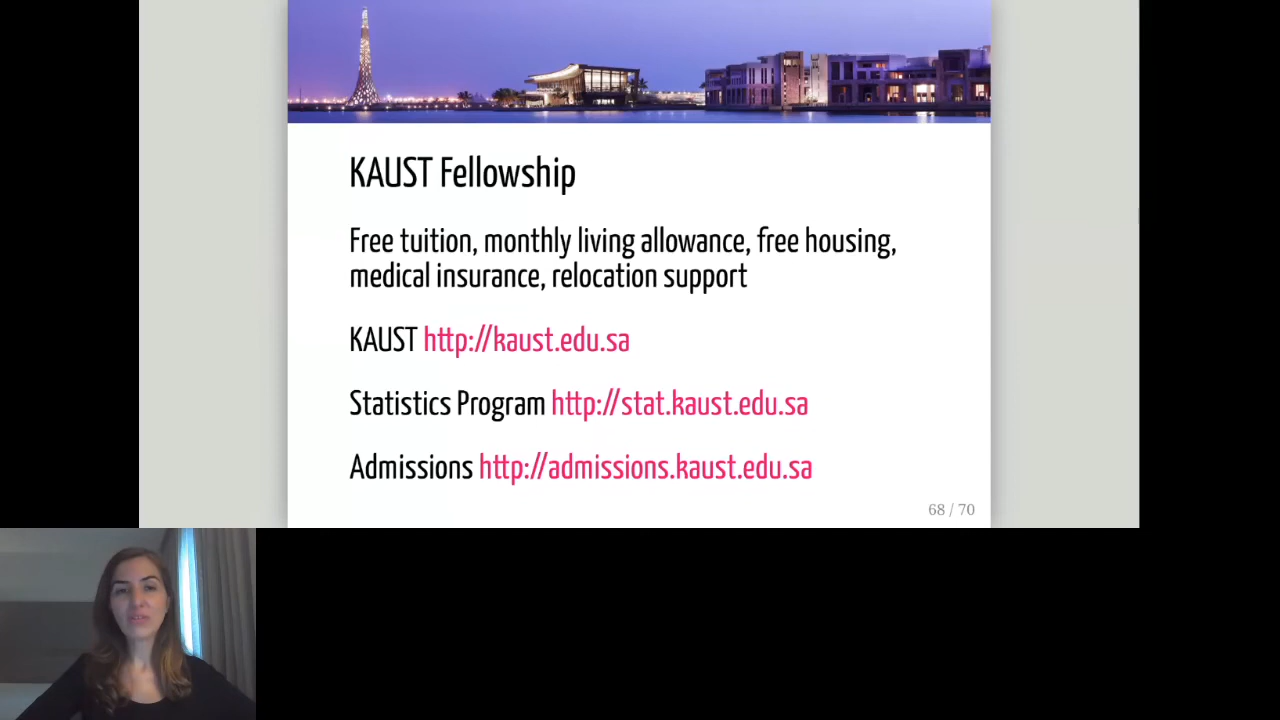 KAUST Fellowship
Free tuition, monthly living allowance, free housing,
medical insurance, relocation support
KAUST http://kaust.edu.sa
Statistics Program http://stat.kaust.edu.sa
Admissions http://admissions.kaust.edu.sa
68 / 70